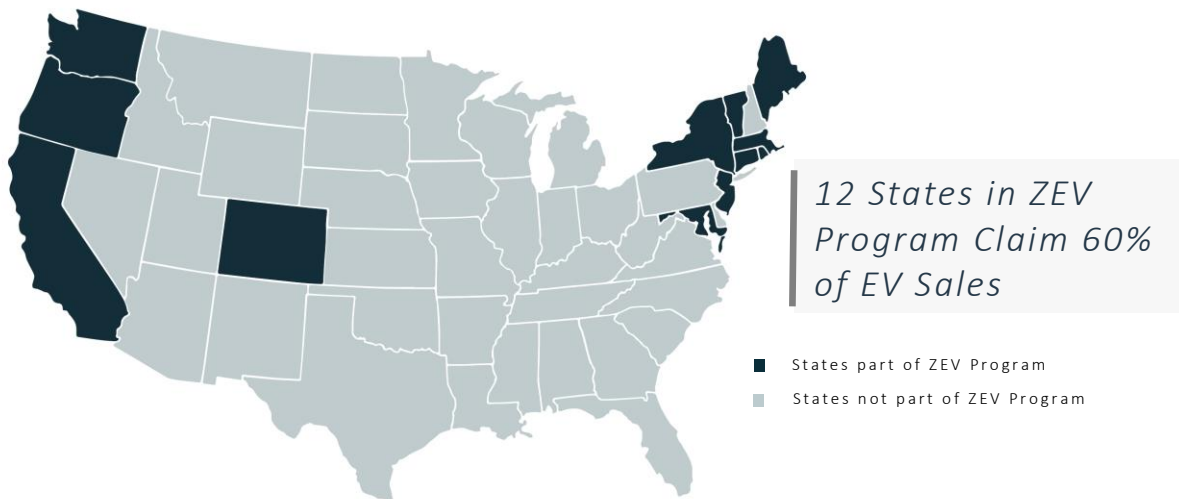 12 States in ZEV
Program Claim 60%
of EV Sales
States part of ZEV Program
States not part of ZEV Program